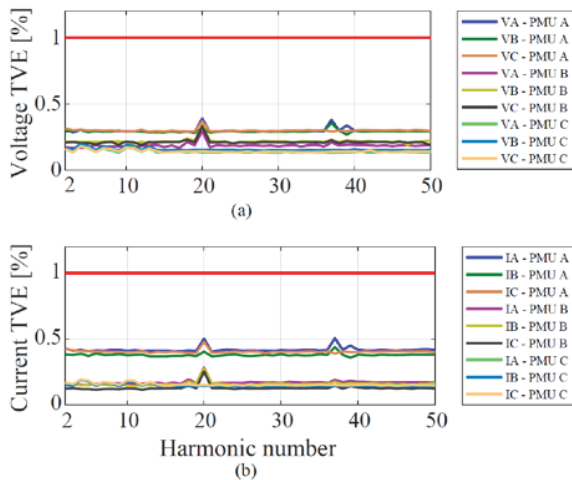 Voltage TVE [%]
1
0.5
0
2
10
20
30
40
50
(a)
VA - PMU A
VB - PMU A
VC - PMU A
VA - PMU B
VB - PMU B
VC - PMU B
VA - PMU C
VB - PMU C
VC - PMU C
Current TVE [%]
1
0.5
0
2
10
20
30
40
50
Harmonic number
(b)
IA - PMU A
IB - PMU A
IC - PMU A
IA - PMU B
IB - PMU B
IC - PMU B
IA - PMU C
IB - PMU C
IC - PMU C